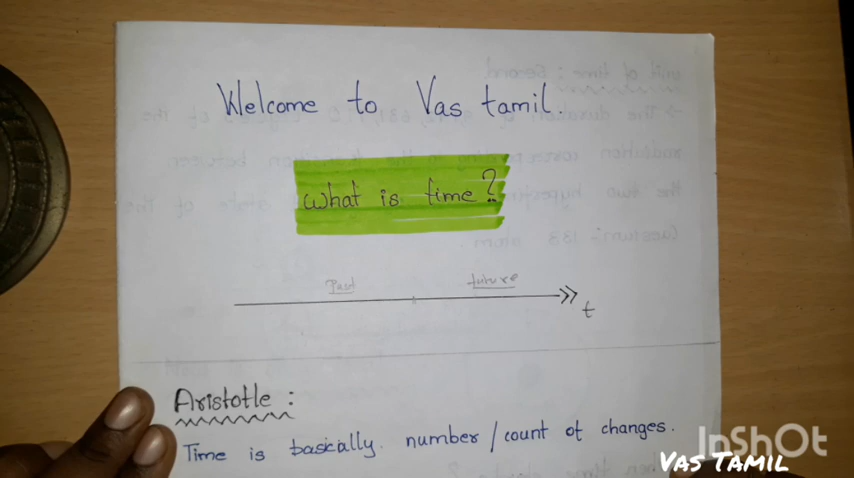 Welcome to Vas tamil.
What is time?
Past future
t
Aristotle :
Time is basically number / count of changes.
InShOt
VAS TAMIL